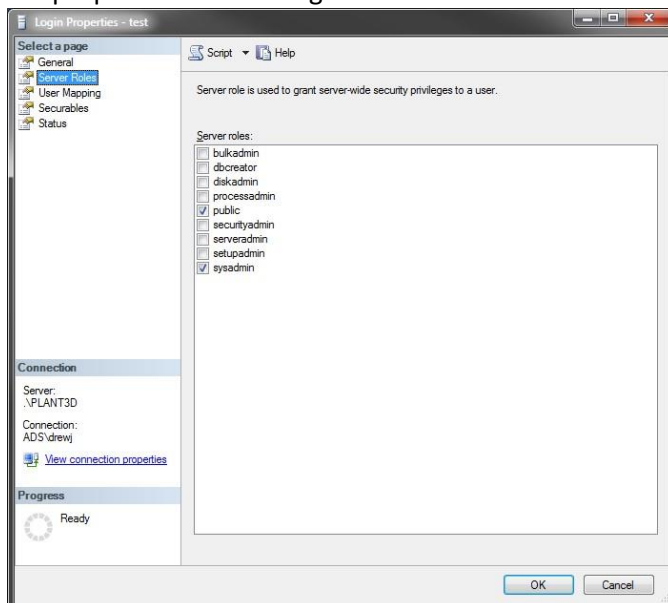 Login Properties - test
Select a page
General
Server Roles
User Mapping
Securables
Status
Script
Help
Server role is used to grant server-wide security privileges to a user.
Server roles:
bulkadmin
dbcreator
diskadmin
processadmin
public
securityadmin
serveradmin
setupadmin
sysadmin
Connection
Server:
.\PLANT3D
Connection:
ADS\drewj
View connection properties
Progress
Ready
OK
Cancel